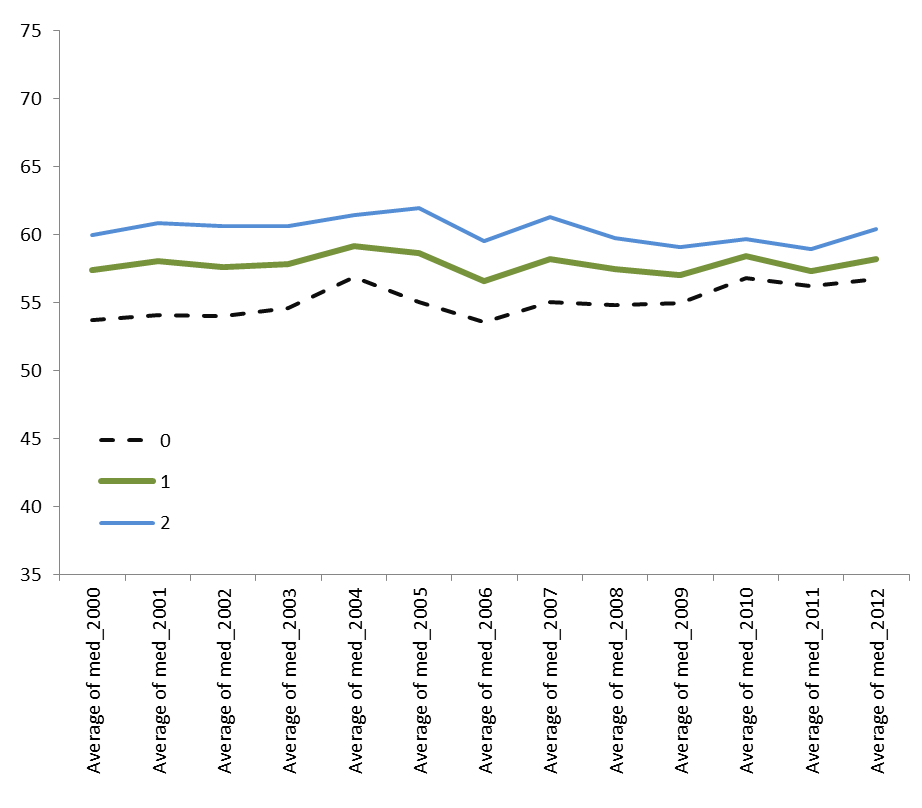 75
70
65
60
55
50
45
40
35
0
1
2
Average of med_2000
Average of med_2001
Average of med_2002
Average of med_2003
Average of med_2004
Average of med_2005
Average of med_2006
Average of med_2007
Average of med_2008
Average of med_2009
Average of med_2010
Average of med_2011
Average of med_2012